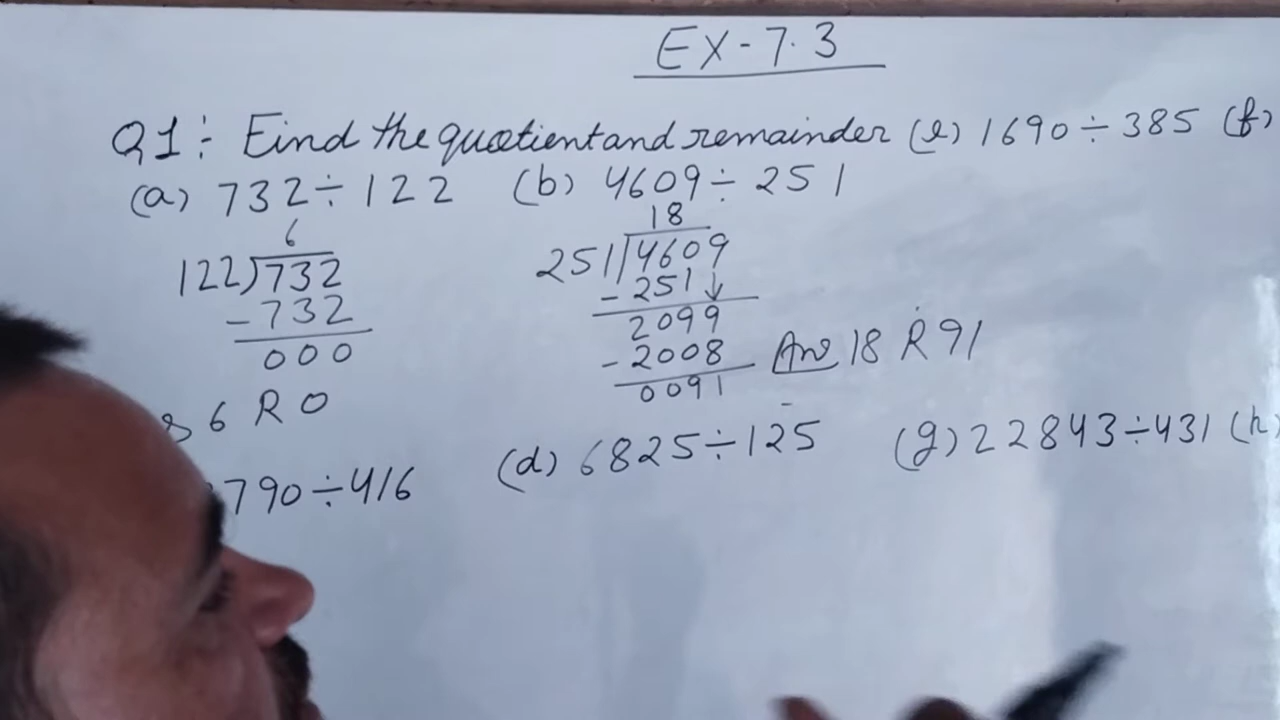 EX-7.3
Q1: Find the quotient and remainder (e) 1690÷385 (f)
(a) 732÷122 (b) 4609÷251
6
122)732
-732
000
6 R 0
18
251)4609
-251↓
2099
-2008
0091
Ans 18 R 91
790÷416 (d) 6825÷125 (g) 22843÷431 (h)